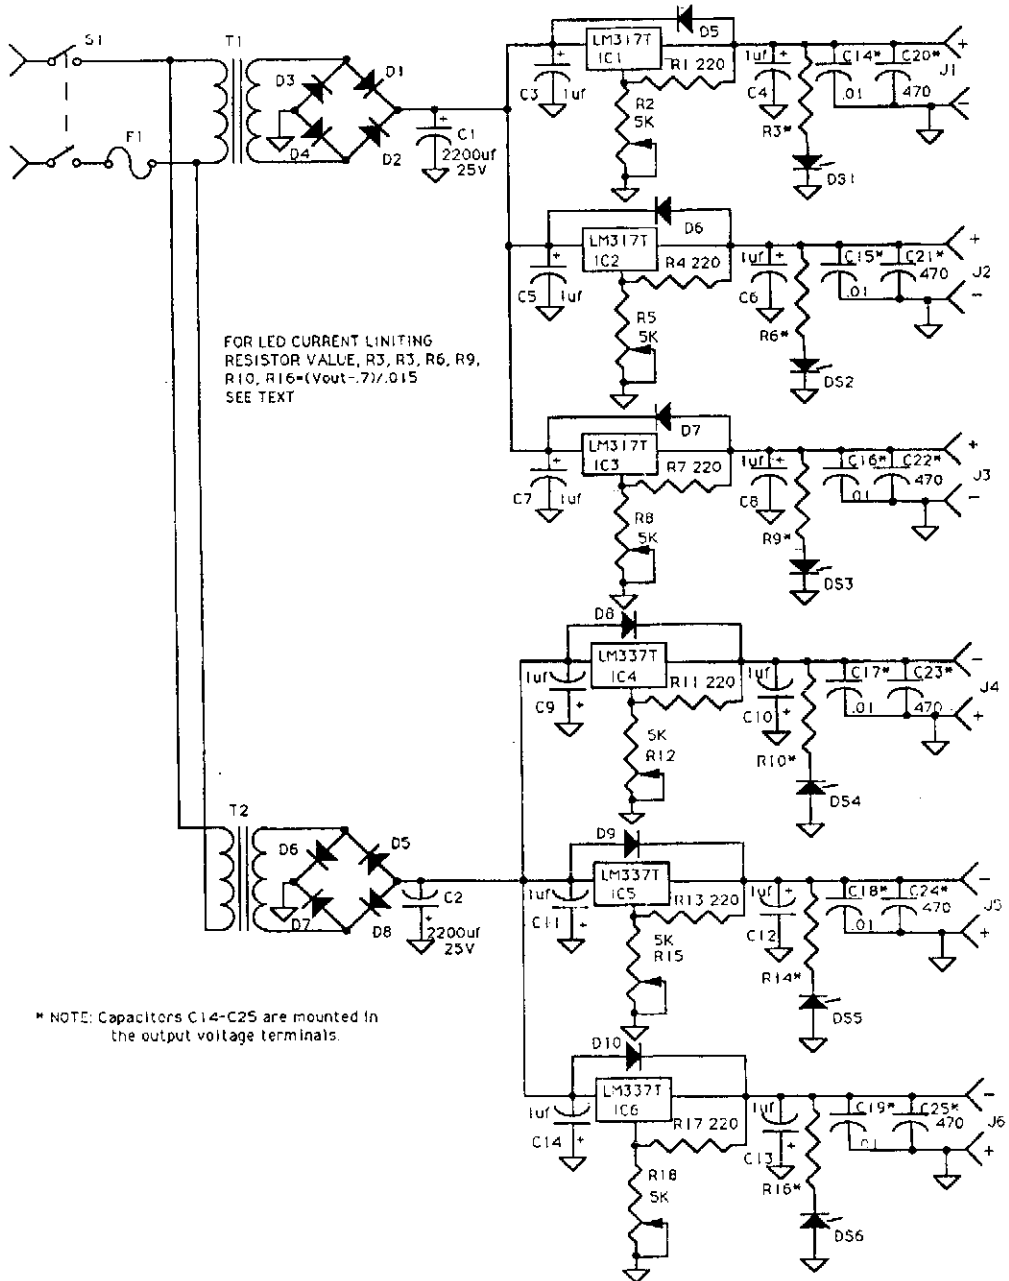 S1
T1
F1
D3
D1
D4
D2
+
C1
2200uf
25V
D5
LM317T
IC1
R1 220
C3
+
1uf
R2
5K
1uf
+
C4
R3*
DS1
C14*
.01
C20*
470
+
J1
-
D6
LM317T
IC2
R4 220
+
C5
1uf
R5
5K
1uf
+
C6
R6*
DS2
C15*
.01
C21*
470
+
J2
-
FOR LED CURRENT LINITING
RESISTOR VALUE, R3, R3, R6, R9,
R10, R16=(Vout-.7)/.015
SEE TEXT
D7
LM317T
IC3
R7 220
+
C7
1uf
R8
5K
1uf
+
C8
R9*
DS3
C16*
.01
C22*
470
+
J3
-
D8
LM337T
IC4
R11 220
1uf
C9
+
5K
R12
1uf
C10
+
R10*
DS4
C17*
.01
C23*
470
-
J4
+
T2
D6
D5
D7
D8
C2
+
2200uf
25V
D9
LM337T
IC5
R13 220
1uf
C11
+
5K
R15
1uf
+
C12
R14*
DS5
C18*
.01
C24*
470
-
J5
+
* NOTE: Capacitors C14-C25 are mounted in
the output voltage terminals.
D10
LM337T
IC6
R17 220
1uf
C14
+
R18
5K
1uf
C13
+
R16*
DS6
C19*
.01
C25*
470
-
J6
+